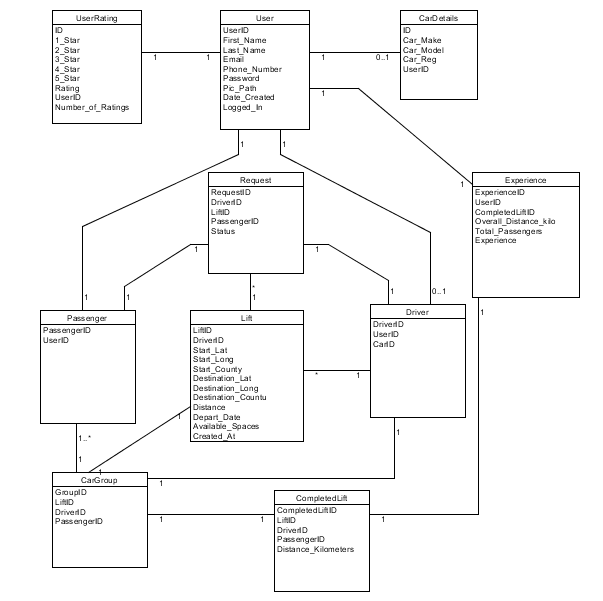 UserRating
ID
1_Star
2_Star
3_Star
4_Star
5_Star
Rating
UserID
Number_of_Ratings
1
1
User
UserID
First_Name
Last_Name
Email
Phone_Number
Password
Pic_Path
Date_Created
Logged_In
1
0..1
CarDetails
ID
Car_Make
Car_Model
Car_Reg
UserID
1
1
1
1
Request
RequestID
DriverID
LiftID
PassengerID
Status
Experience
ExperienceID
UserID
CompletedLiftID
Overall_Distance_kilo
Total_Passengers
Experience
1
1
*
1
1
1
1
0..1
Passenger
PassengerID
UserID
Lift
LiftID
DriverID
Start_Lat
Start_Long
Start_County
Destination_Lat
Destination_Long
Destination_Countu
Distance
Depart_Date
Available_Spaces
Created_At
Driver
DriverID
UserID
CarID
1
*
1
1
1..*
1
1
1
1
CarGroup
GroupID
LiftID
DriverID
PassengerID
1
1
1
CompletedLift
CompletedLiftID
LiftID
DriverID
PassengerID
Distance_Kilometers